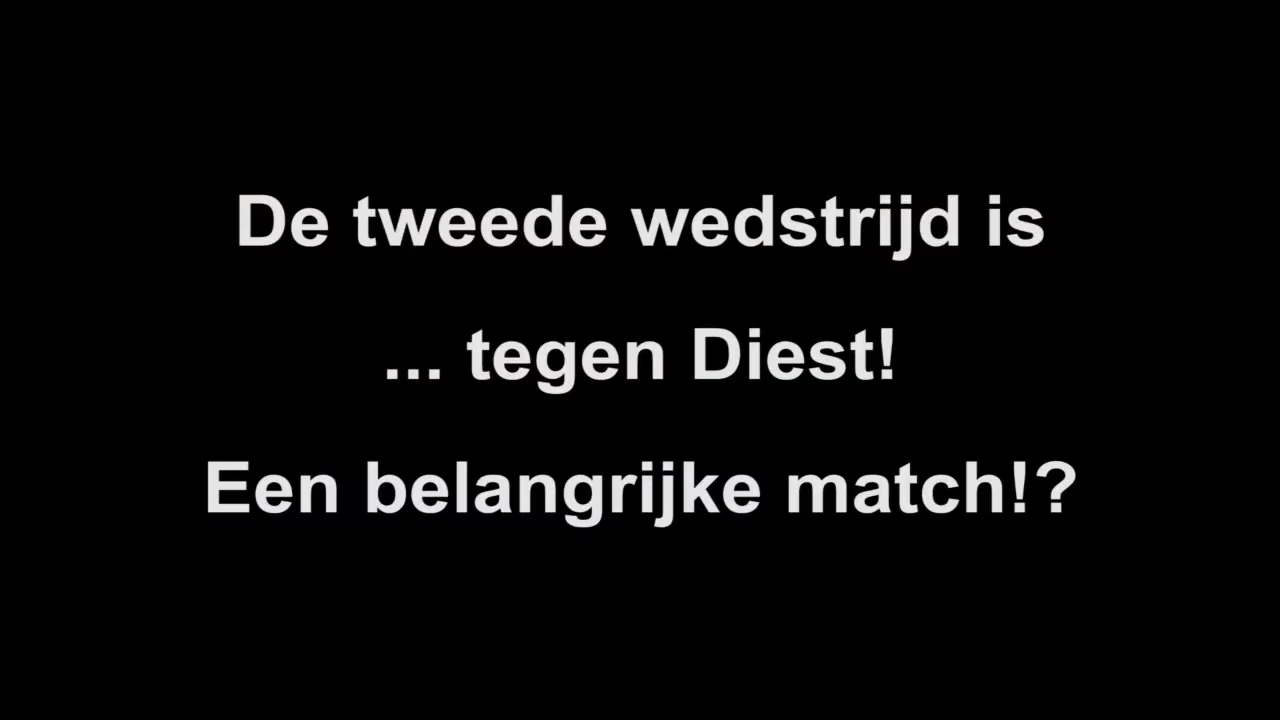 De tweede wedstrijd is
... tegen Diest!
Een belangrijke match!?